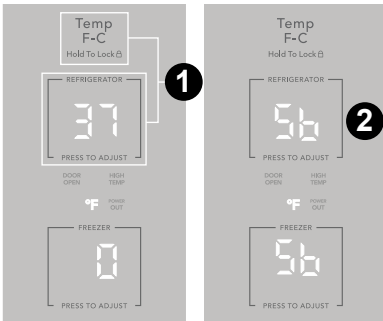 Temp
F-C
Hold To Lock
REFRIGERATOR
37
PRESS TO ADJUST
DOOR OPEN
HIGH TEMP
°F
POWER OUT
FREEZER
0
PRESS TO ADJUST
1
Temp
F-C
Hold To Lock
REFRIGERATOR
Sb
PRESS TO ADJUST
DOOR OPEN
HIGH TEMP
°F
POWER OUT
FREEZER
Sb
PRESS TO ADJUST
2